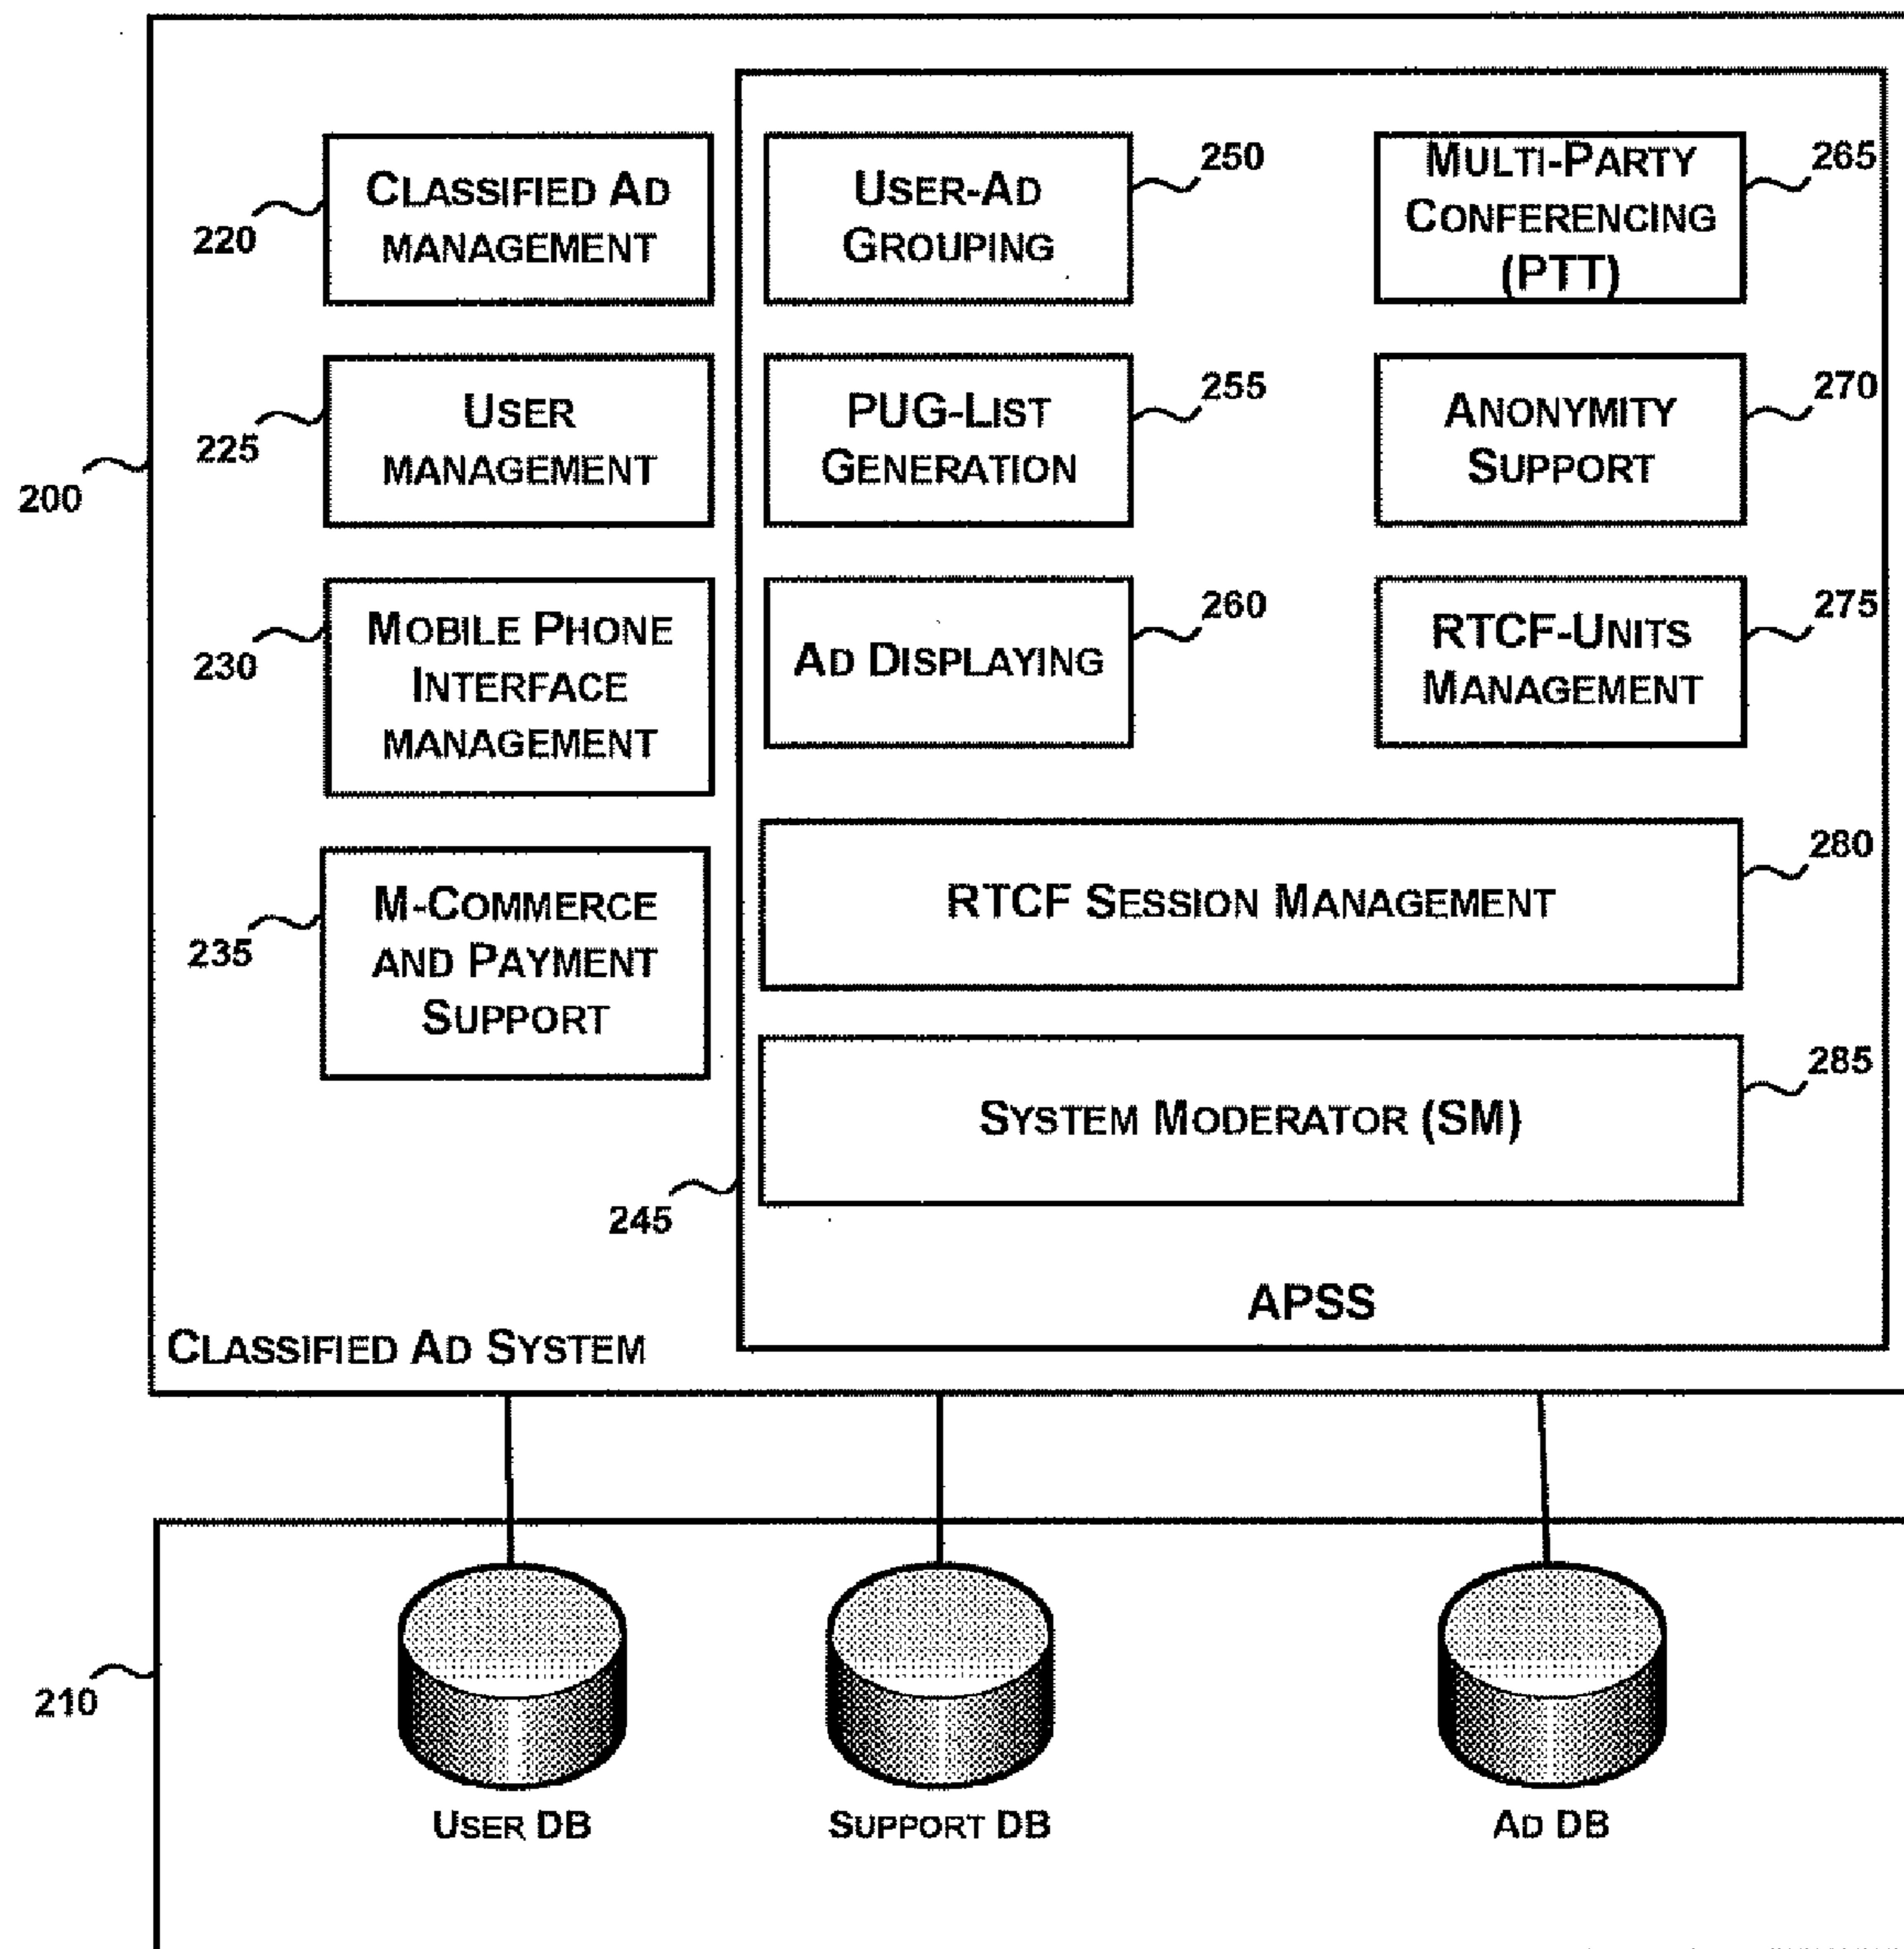 CLASSIFIED AD
MANAGEMENT
220
USER
MANAGEMENT
225
200
MOBILE PHONE
INTERFACE
MANAGEMENT
230
M-COMMERCE
AND PAYMENT
SUPPORT
235
USER-AD
GROUPING
250
MULTI-PARTY
CONFERENCING
(PTT)
265
PUG-LIST
GENERATION
255
ANONYMITY
SUPPORT
270
AD DISPLAYING
260
RTCF-UNITS
MANAGEMENT
275
RTCF SESSION MANAGEMENT
280
SYSTEM MODERATOR (SM)
285
245
APSS
CLASSIFIED AD SYSTEM
210
USER DB
SUPPORT DB
AD DB